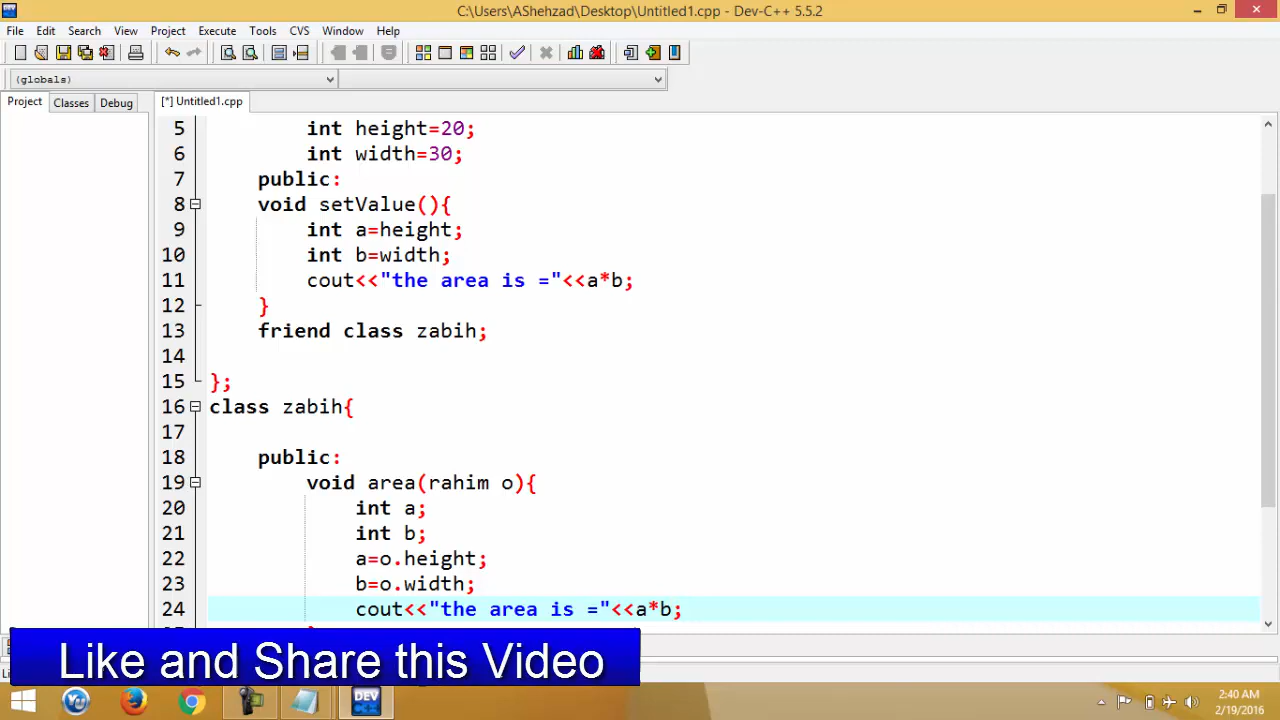 C:\Users\AShehzad\Desktop\Untitled1.cpp - Dev-C++ 5.5.2
File Edit Search View Project Execute Tools CVS Window Help
(globals)
Project Classes Debug [*] Untitled1.cpp
5 int height=20;
6 int width=30;
7 public:
8 void setValue(){
9 int a=height;
10 int b=width;
11 cout<<"the area is ="<<a*b;
12 }
13 friend class zabih;
14
15 };
16 class zabih{
17
18 public:
19 void area(rahim o){
20 int a;
21 int b;
22 a=o.height;
23 b=o.width;
24 cout<<"the area is ="<<a*b;
Like and Share this Video
DEV
2:40 AM
2/19/2016